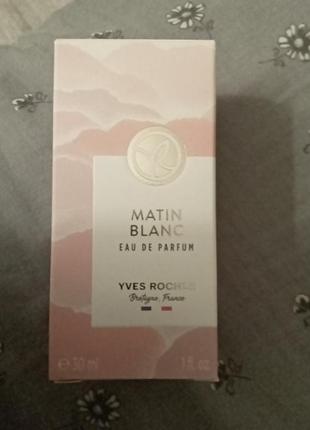 MATIN
BLANC
EAU DE PARFUM
YVES ROCHER
Bretagne, France
℮ 30 ml
1 fl. oz